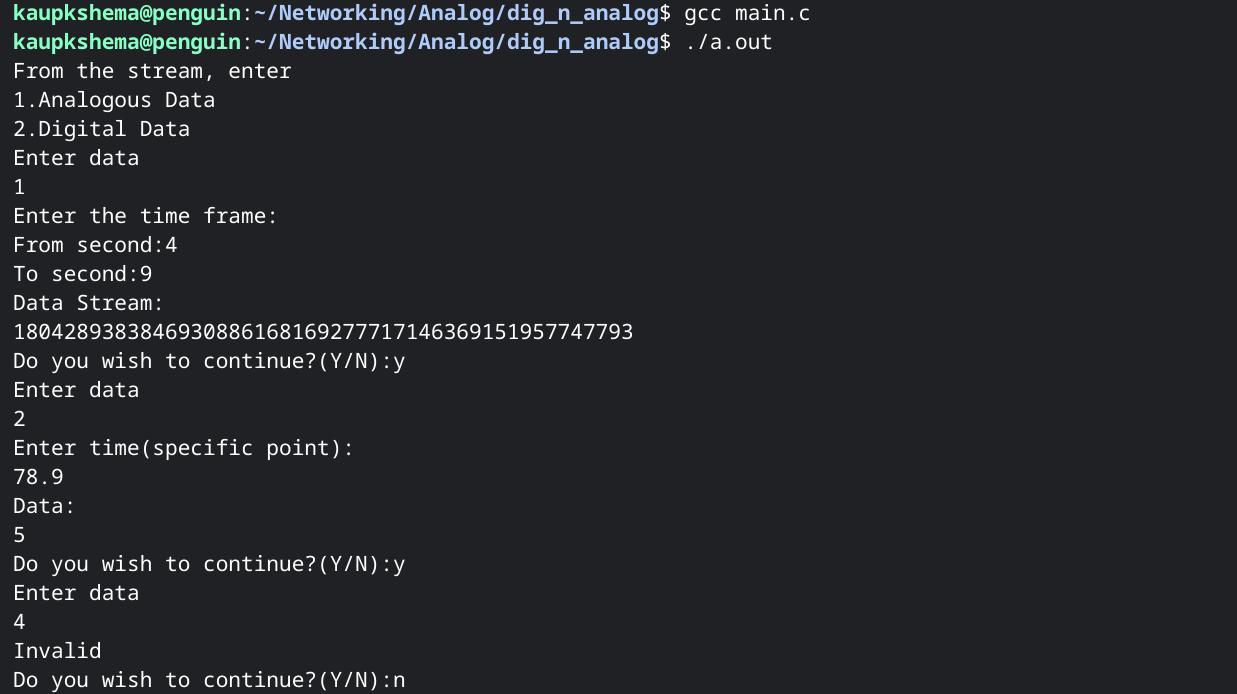 kaupkshema@penguin:~/Networking/Analog/dig_n_analog$ gcc main.c
kaupkshema@penguin:~/Networking/Analog/dig_n_analog$ ./a.out
From the stream, enter
1.Analogous Data
2.Digital Data
Enter data
1
Enter the time frame:
From second:4
To second:9
Data Stream:
1804289383846930886168169277717146369151957747793
Do you wish to continue?(Y/N):y
Enter data
2
Enter time(specific point):
78.9
Data:
5
Do you wish to continue?(Y/N):y
Enter data
4
Invalid
Do you wish to continue?(Y/N):n